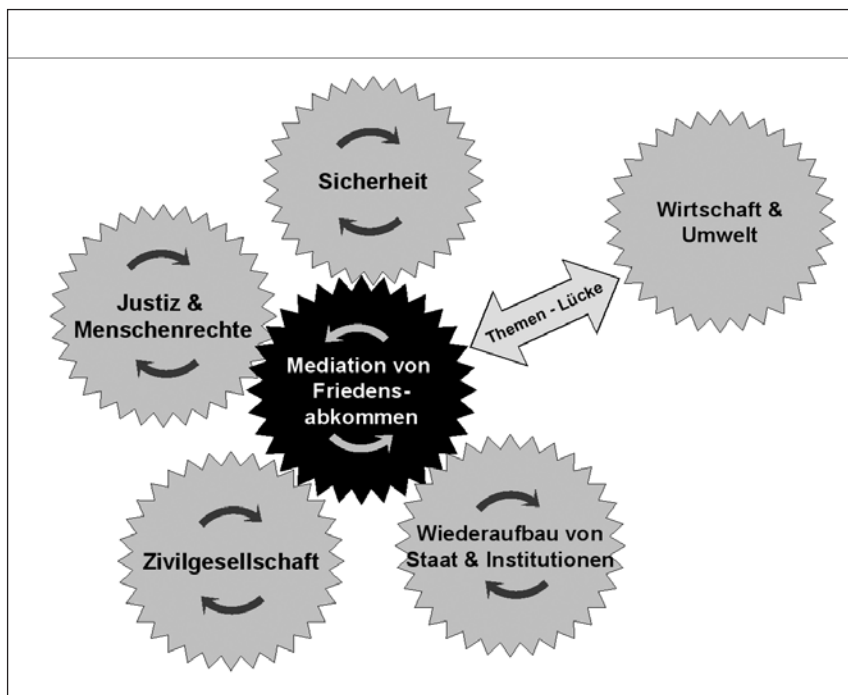 Sicherheit
Wirtschaft &
Umwelt
Justiz &
Menschenrechte
Themen - Lücke
Mediation von
Friedens-
abkommen
Zivilgesellschaft
Wiederaufbau von
Staat & Institutionen